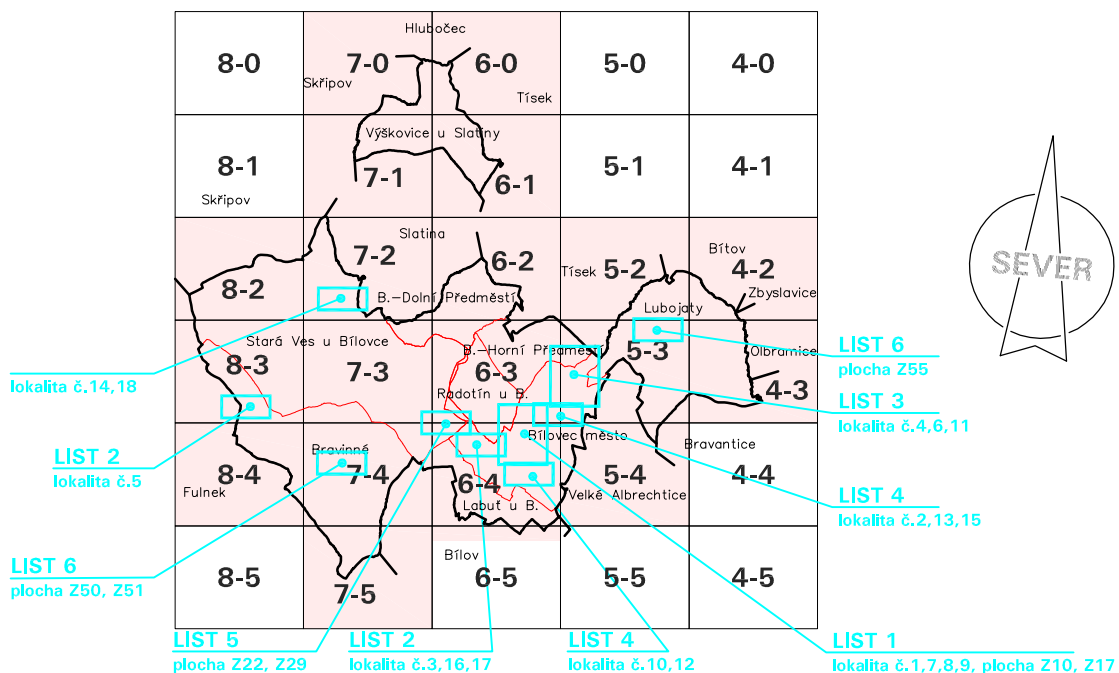 Hlubočec
8-0
7-0
6-0
5-0
4-0
Skřipov
Tísek
Výškovice u Slatiny
8-1
7-1
6-1
5-1
4-1
Skřipov
SEVER
Slatina
7-2
6-2
Tísek
5-2
Bítov
4-2
8-2
B.–Dolní Předměstí
Lubojaty
Zbyslavice
Stará Ves u Bílovce
B.–Horní Předměstí
5-3
Olbramice
8-3
7-3
6-3
4-3
LIST 6
plocha Z55
lokalita č.14,18
Radotín u B.
LIST 3
lokalita č.4,6,11
Bravinné
Bílovec město
Bravantice
LIST 2
lokalita č.5
8-4
7-4
6-4
5-4
4-4
Fulnek
Labuť u B.
Velké Albrechtice
LIST 4
lokalita č.2,13,15
Bílov
LIST 6
plocha Z50, Z51
8-5
7-5
6-5
5-5
4-5
LIST 5
plocha Z22, Z29
LIST 2
lokalita č.3,16,17
LIST 4
lokalita č.10,12
LIST 1
lokalita č.1,7,8,9, plocha Z10, Z17